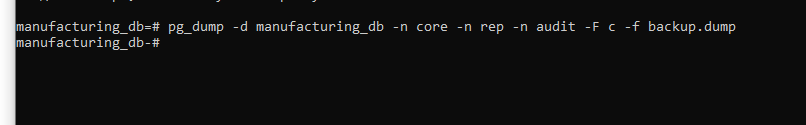 manufacturing_db=# pg_dump -d manufacturing_db -n core -n rep -n audit -F c -f backup.dump
manufacturing_db-#